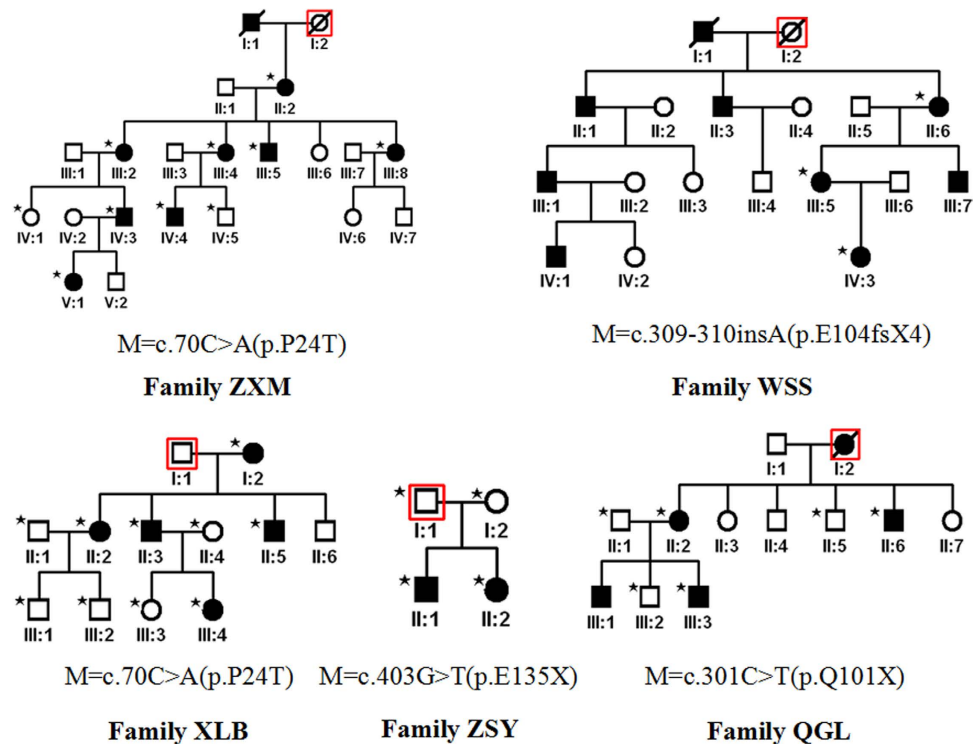 I:1 I:2
II:1 II:2
III:1 III:2 III:3 III:4 III:5 III:6 III:7 III:8
IV:1 IV:2 IV:3 IV:4 IV:5 IV:6 IV:7
V:1 V:2
M=c.70C>A(p.P24T)
Family ZXM
I:1 I:2
II:1 II:2 II:3 II:4 II:5 II:6
III:1 III:2 III:3 III:4 III:5 III:6 III:7
IV:1 IV:2 IV:3
M=c.309-310insA(p.E104fsX4)
Family WSS
I:1 I:2
II:1 II:2 II:3 II:4 II:5 II:6
III:1 III:2 III:3 III:4
M=c.70C>A(p.P24T)
Family XLB
I:1 I:2
II:1 II:2
M=c.403G>T(p.E135X)
Family ZSY
I:1 I:2
II:1 II:2 II:3 II:4 II:5 II:6 II:7
III:1 III:2 III:3
M=c.301C>T(p.Q101X)
Family QGL